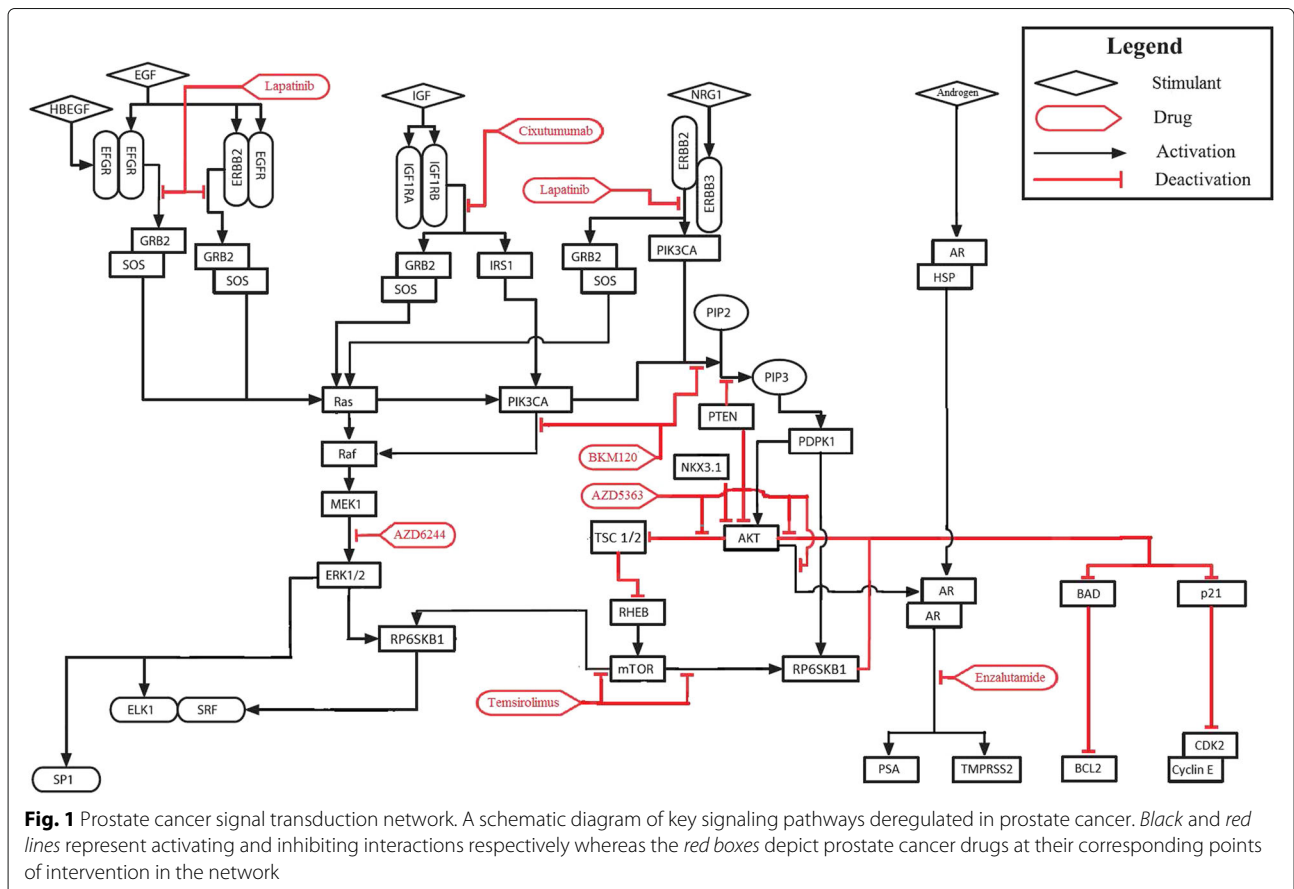 EGF
Lapatinib
HBEGF
IGF
NRG1
Androgen
Legend
Stimulant
Drug
Activation
Deactivation
Cixutumumab
EFGR
EFGR
ERBB2
EGFR
IGF1RA
IGF1RB
ERBB2
ERBB3
Lapatinib
GRB2
SOS
GRB2
SOS
GRB2
SOS
IRS1
GRB2
SOS
PIK3CA
AR
HSP
PIP2
PIP3
Ras
PIK3CA
PTEN
PDPK1
Raf
BKM120
NKX3.1
MEK1
AZD5363
AZD6244
TSC 1/2
AKT
ERK1/2
RHEB
AR
AR
BAD
p21
RP6SKB1
mTOR
RP6SKB1
Enzalutamide
Temsirolimus
ELK1
SRF
SP1
PSA
TMPRSS2
BCL2
CDK2
Cyclin E
Fig. 1 Prostate cancer signal transduction network. A schematic diagram of key signaling pathways deregulated in prostate cancer. Black and red
lines represent activating and inhibiting interactions respectively whereas the red boxes depict prostate cancer drugs at their corresponding points
of intervention in the network